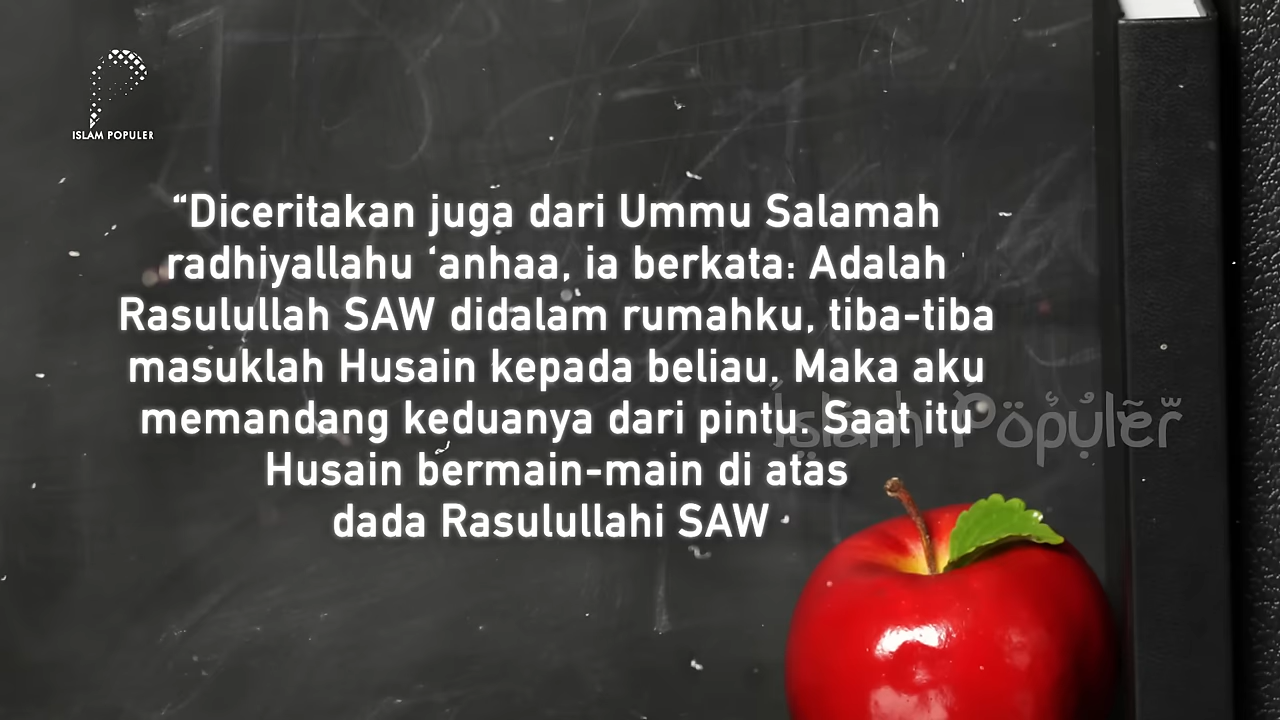 ISLAM POPULER
“Diceritakan juga dari Ummu Salamah
radhiyallahu ‘anhaa, ia berkata: Adalah
Rasulullah SAW didalam rumahku, tiba-tiba
masuklah Husain kepada beliau. Maka aku
memandang keduanya dari pintu. Saat itu
Islam Populer
Husain bermain-main di atas
dada Rasulullahi SAW